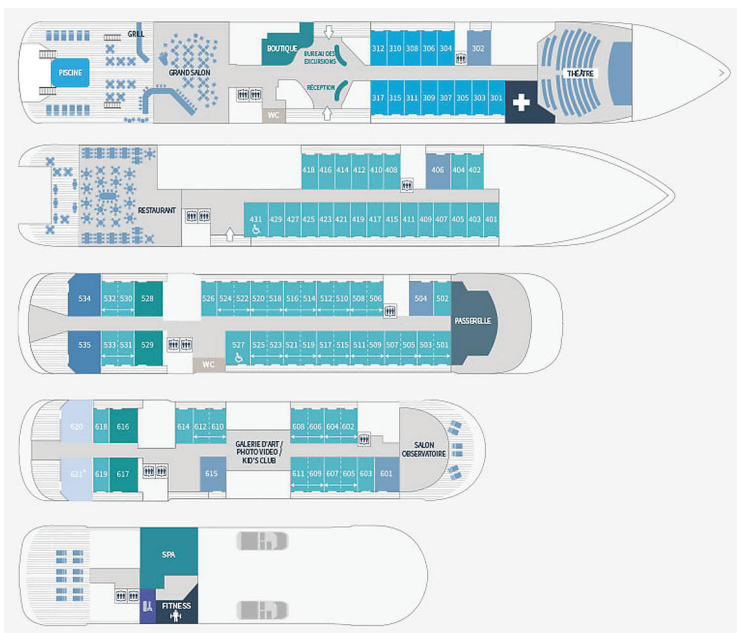 GRILL
PISCINE
GRAND SALON
BOUTIQUE
BUREAU DES
EXCURSIONS
RÉCEPTION
WC
312 310 308 306 304 302
317 315 311 309 307 305 303 301
THÉÂTRE
RESTAURANT
418 416 414 412 410 408 406 404 402
431 429 427 425 423 421 419 417 415 411 409 407 405 403 401
534 532 530 528 526 524 522 520 518 516 514 512 510 508 506 504 502
PASSERELLE
535 533 531 529 527 525 523 521 519 517 515 511 509 507 505 503 501
WC
620 618 616 614 612 610 608 606 604 602
GALERIE D'ART /
PHOTO VIDEO /
KID'S CLUB
SALON
OBSERVATOIRE
621* 619 617 615 611 609 607 605 603 601
SPA
FITNESS